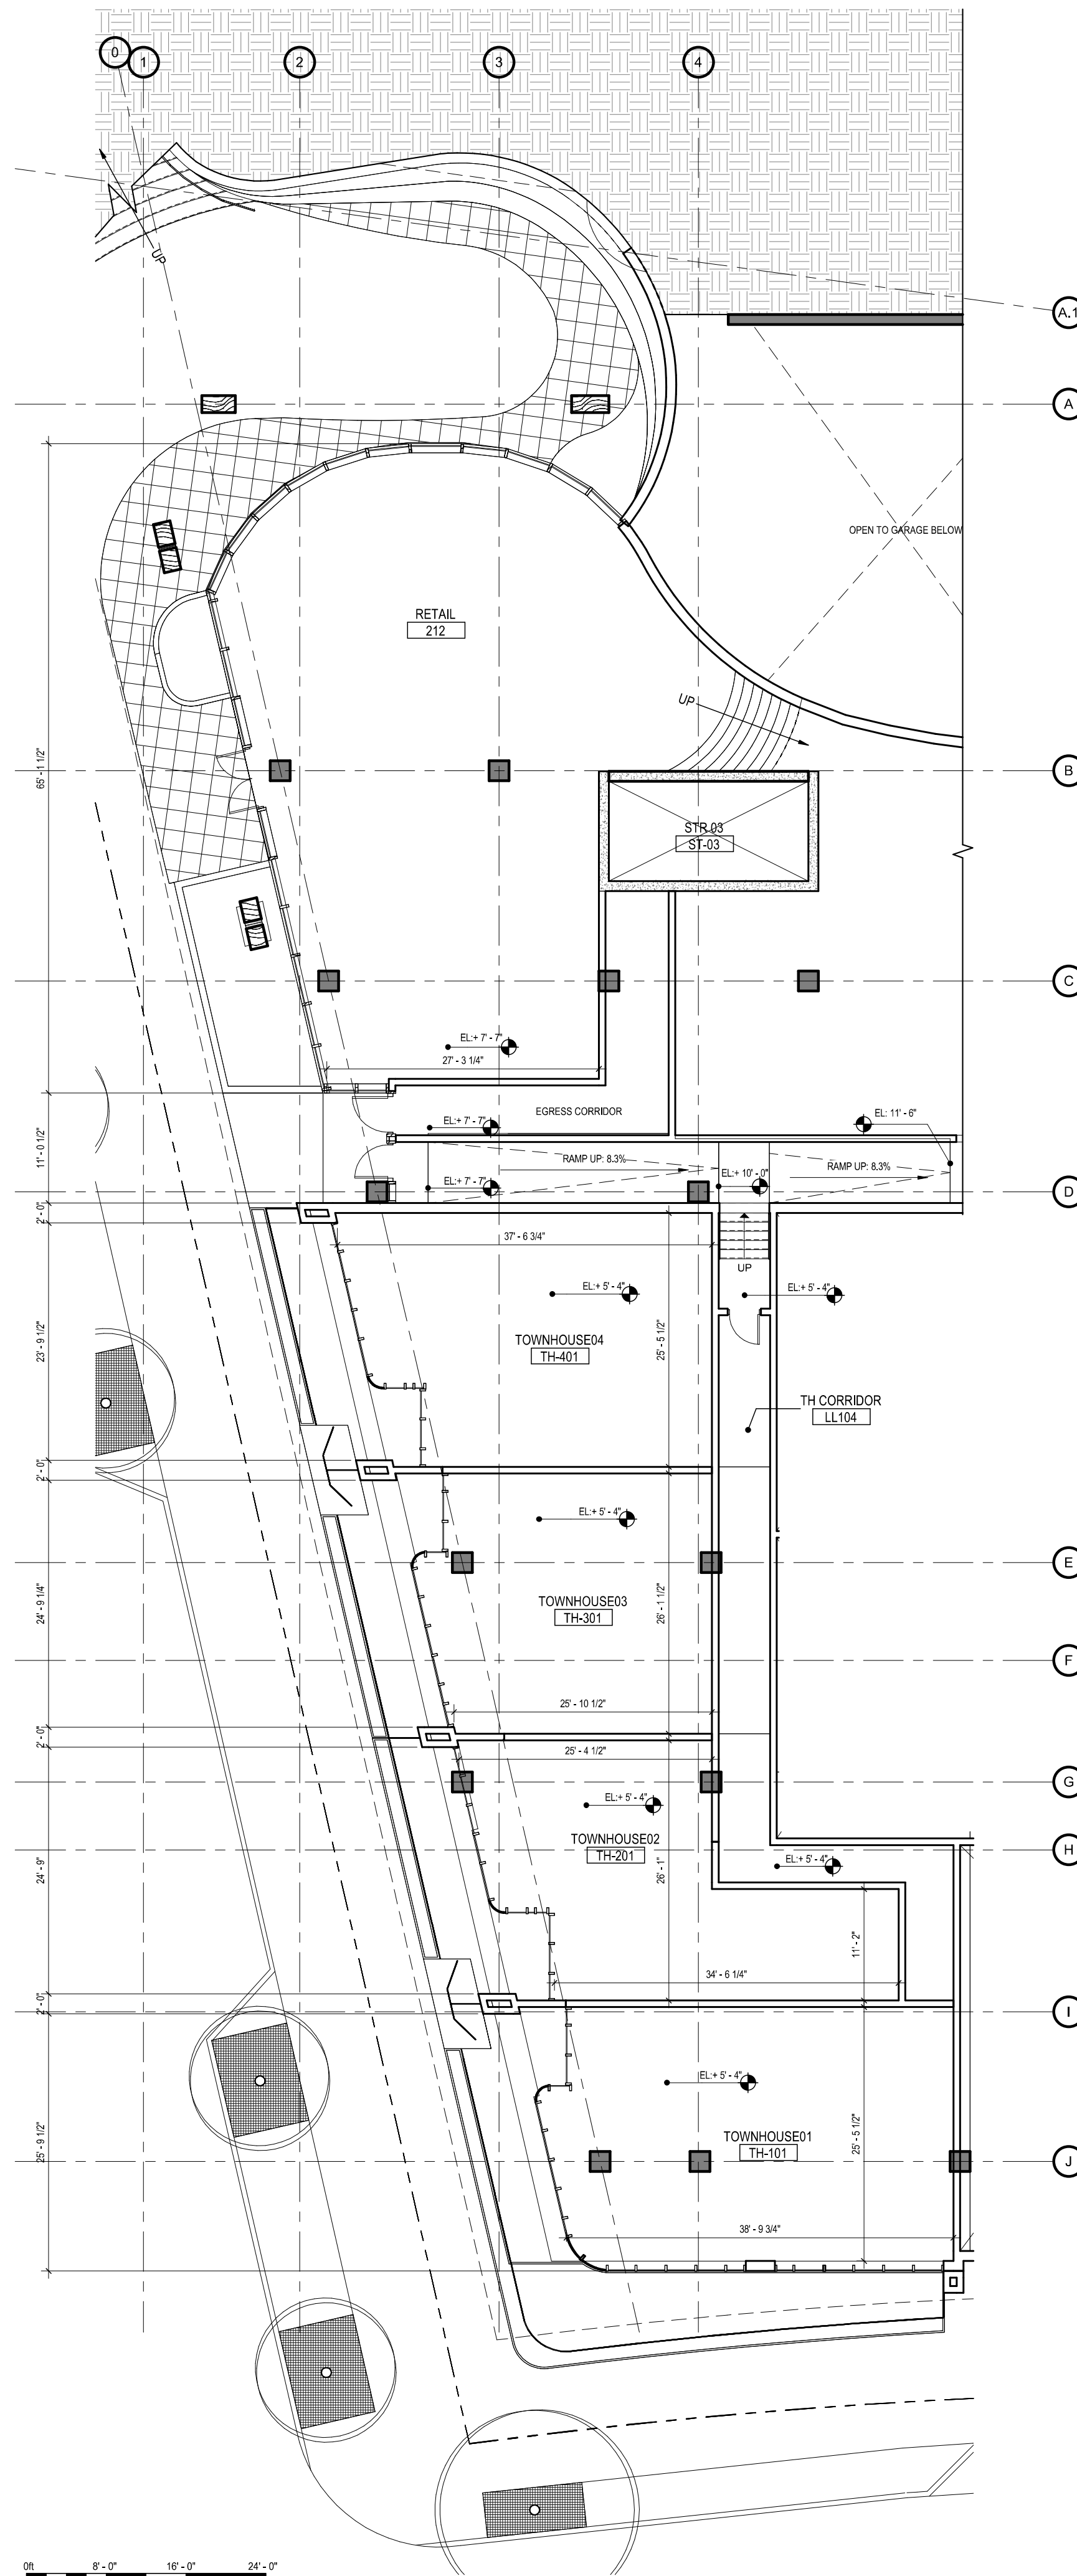 0
1
2
3
4
UP
A.1
A
OPEN TO GARAGE BELOW
RETAIL
212
UP
65' - 1 1/2"
B
STR 03
ST-03
C
EL:+ 7' - 7"
27' - 3 1/4"
EGRESS CORRIDOR
EL:+ 7' - 7"
EL: 11' - 6"
11' - 0 1/2"
RAMP UP: 8.3%
RAMP UP: 8.3%
EL:+ 7' - 7"
EL:+ 10' - 0"
D
2' - 0"
37' - 6 3/4"
UP
EL:+ 5' - 4"
EL:+ 5' - 4"
23' - 9 1/2"
TOWNHOUSE04
TH-401
25' - 5 1/2"
TH CORRIDOR
LL104
2' - 0"
EL:+ 5' - 4"
E
24' - 9 1/4"
TOWNHOUSE03
TH-301
26' - 1 1/2"
F
25' - 10 1/2"
2' - 0"
25' - 4 1/2"
G
EL:+ 5' - 4"
TOWNHOUSE02
TH-201
H
24' - 9"
26' - 1"
EL:+ 5' - 4"
11' - 2"
34' - 6 1/4"
2' - 0"
I
EL:+ 5' - 4"
25' - 9 1/2"
TOWNHOUSE01
TH-101
25' - 5 1/2"
J
38' - 9 3/4"
0ft
8' - 0"
16' - 0"
24' - 0"